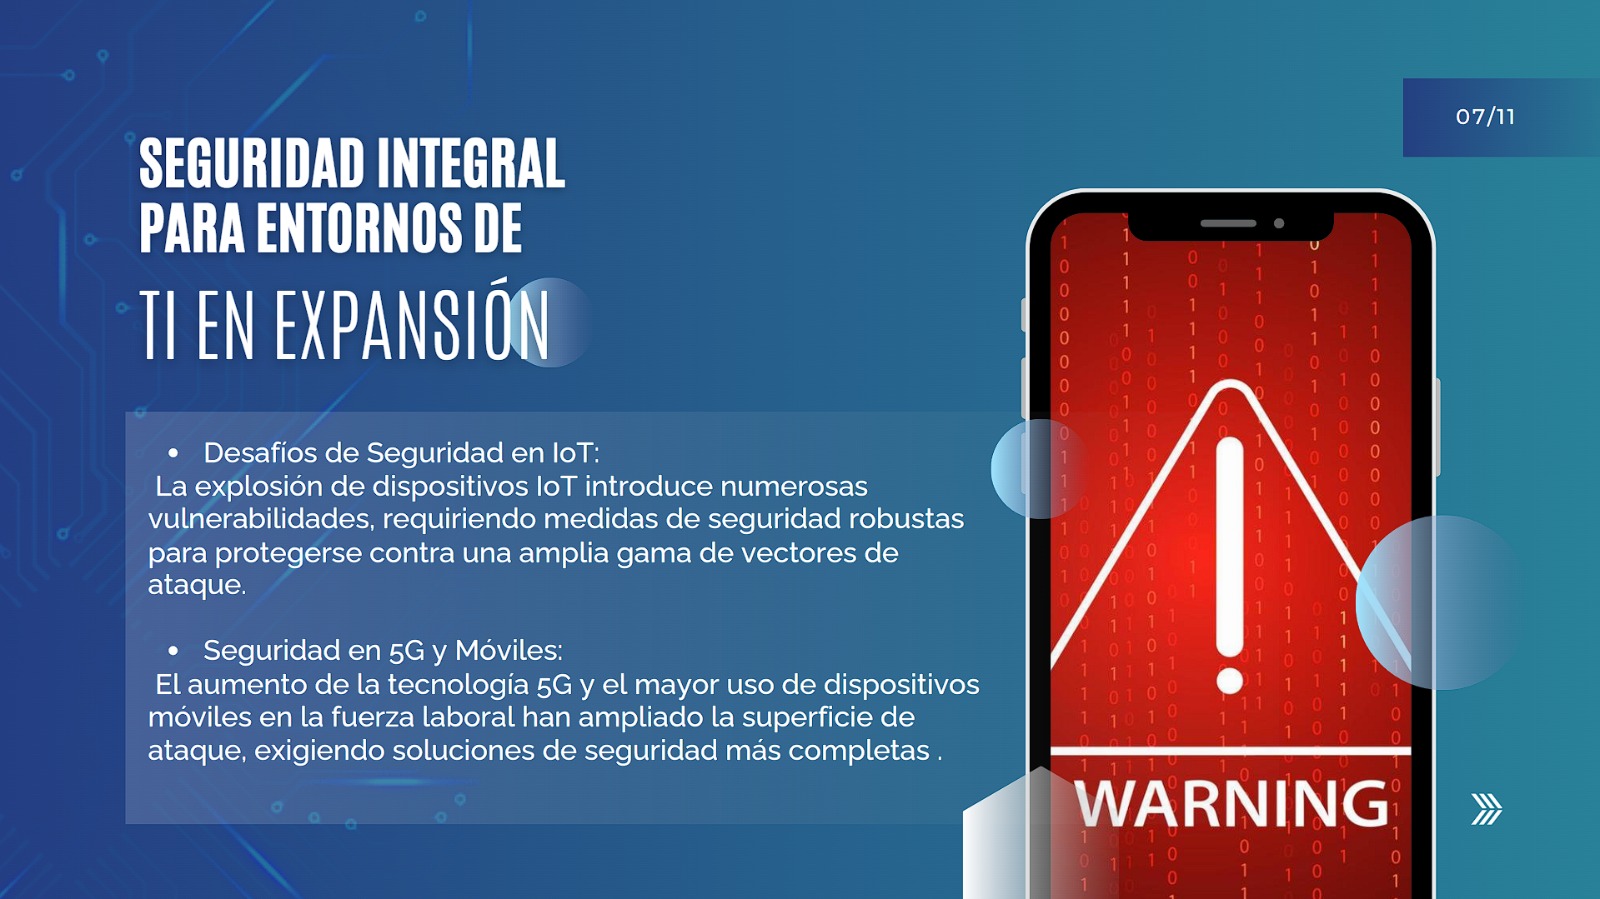 07/11
SEGURIDAD INTEGRAL
PARA ENTORNOS DE
TI EN EXPANSIÓN
• Desafíos de Seguridad en IoT:
La explosión de dispositivos IoT introduce numerosas
vulnerabilidades, requiriendo medidas de seguridad robustas
para protegerse contra una amplia gama de vectores de
ataque.
• Seguridad en 5G y Móviles:
El aumento de la tecnología 5G y el mayor uso de dispositivos
móviles en la fuerza laboral han ampliado la superficie de
ataque, exigiendo soluciones de seguridad más completas .
WARNING